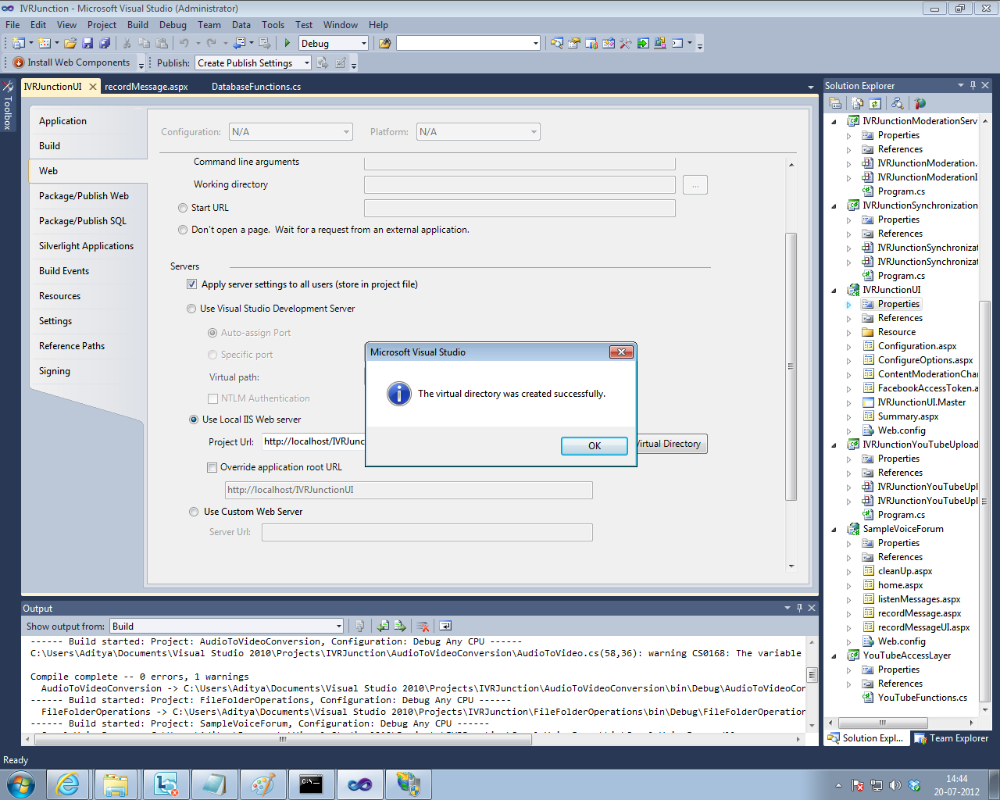 IVRJunction - Microsoft Visual Studio (Administrator)
File Edit View Project Build Debug Team Data Tools Test Window Help
Debug
Install Web Components Publish: Create Publish Settings
IVRJunctionUI recordMessage.aspx DatabaseFunctions.cs
Toolbox
Application
Build
Web
Package/Publish Web
Package/Publish SQL
Silverlight Applications
Build Events
Resources
Settings
Reference Paths
Signing
Configuration: N/A Platform: N/A
Command line arguments
Working directory ...
Start URL
Don't open a page. Wait for a request from an external application.
Servers
Apply server settings to all users (store in project file)
Use Visual Studio Development Server
Auto-assign Port
Specific port
Virtual path:
NTLM Authentication
Use Local IIS Web server
Project Url: http://localhost/IVRJunc
Virtual Directory
Override application root URL
http://localhost/IVRJunctionUI
Use Custom Web Server
Server Url:
Microsoft Visual Studio
The virtual directory was created successfully.
OK
Solution Explorer
IVRJunctionModerationServ
Properties
References
IVRJunctionModeration.
IVRJunctionModerationI
Program.cs
IVRJunctionSynchronization
Properties
References
IVRJunctionSynchronizat
IVRJunctionSynchronizat
Program.cs
IVRJunctionUI
Properties
References
Resource
Configuration.aspx
ConfigureOptions.aspx
ContentModerationChar
FacebookAccessToken.a
IVRJunctionUI.Master
Summary.aspx
Web.config
IVRJunctionYouTubeUpload
Properties
References
IVRJunctionYouTubeUpl
IVRJunctionYouTubeUpl
Program.cs
SampleVoiceForum
Properties
References
cleanUp.aspx
home.aspx
listenMessages.aspx
recordMessage.aspx
recordMessageUI.aspx
Web.config
YouTubeAccessLayer
Properties
References
YouTubeFunctions.cs
Solution Expl... Team Explorer
Output
Show output from: Build
------ Build started: Project: AudioToVideoConversion, Configuration: Debug Any CPU ------
C:\Users\Aditya\Documents\Visual Studio 2010\Projects\IVRJunction\AudioToVideoConversion\AudioToVideo.cs(58,36): warning CS0168: The variable
Compile complete -- 0 errors, 1 warnings
AudioToVideoConversion -> C:\Users\Aditya\Documents\Visual Studio 2010\Projects\IVRJunction\AudioToVideoConversion\bin\Debug\AudioToVideoCor
------ Build started: Project: FileFolderOperations, Configuration: Debug Any CPU ------
FileFolderOperations -> C:\Users\Aditya\Documents\Visual Studio 2010\Projects\IVRJunction\FileFolderOperations\bin\Debug\FileFolderOperation
------ Build started: Project: SampleVoiceForum, Configuration: Debug Any CPU ------
Ready
14:44
20-07-2012